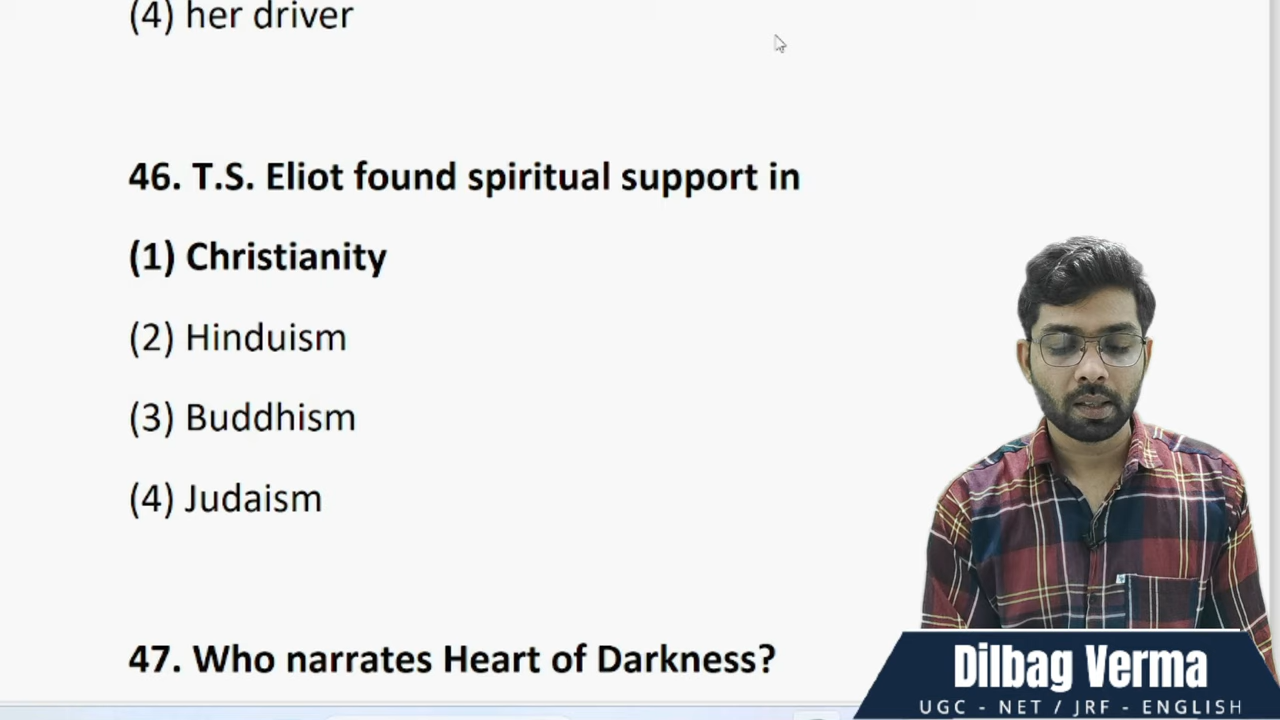 (4) her driver
46. T.S. Eliot found spiritual support in
(1) Christianity
(2) Hinduism
(3) Buddhism
(4) Judaism
47. Who narrates Heart of Darkness?
Dilbag Verma
UGC - NET / JRF - ENGLISH